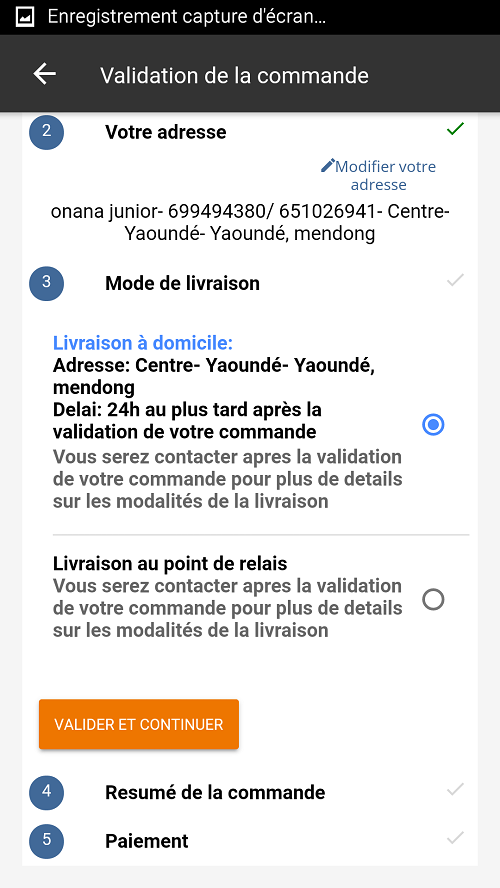 Enregistrement capture d'écran...
Validation de la commande
2
Votre adresse
Modifier votre
adresse
onana junior- 699494380/ 651026941- Centre-
Yaoundé- Yaoundé, mendong
3
Mode de livraison
Livraison à domicile:
Adresse: Centre- Yaoundé- Yaoundé,
mendong
Delai: 24h au plus tard après la
validation de votre commande
Vous serez contacter apres la validation
de votre commande pour plus de details
sur les modalités de la livraison
Livraison au point de relais
Vous serez contacter apres la validation
de votre commande pour plus de details
sur les modalités de la livraison
VALIDER ET CONTINUER
4
Resumé de la commande
5
Paiement